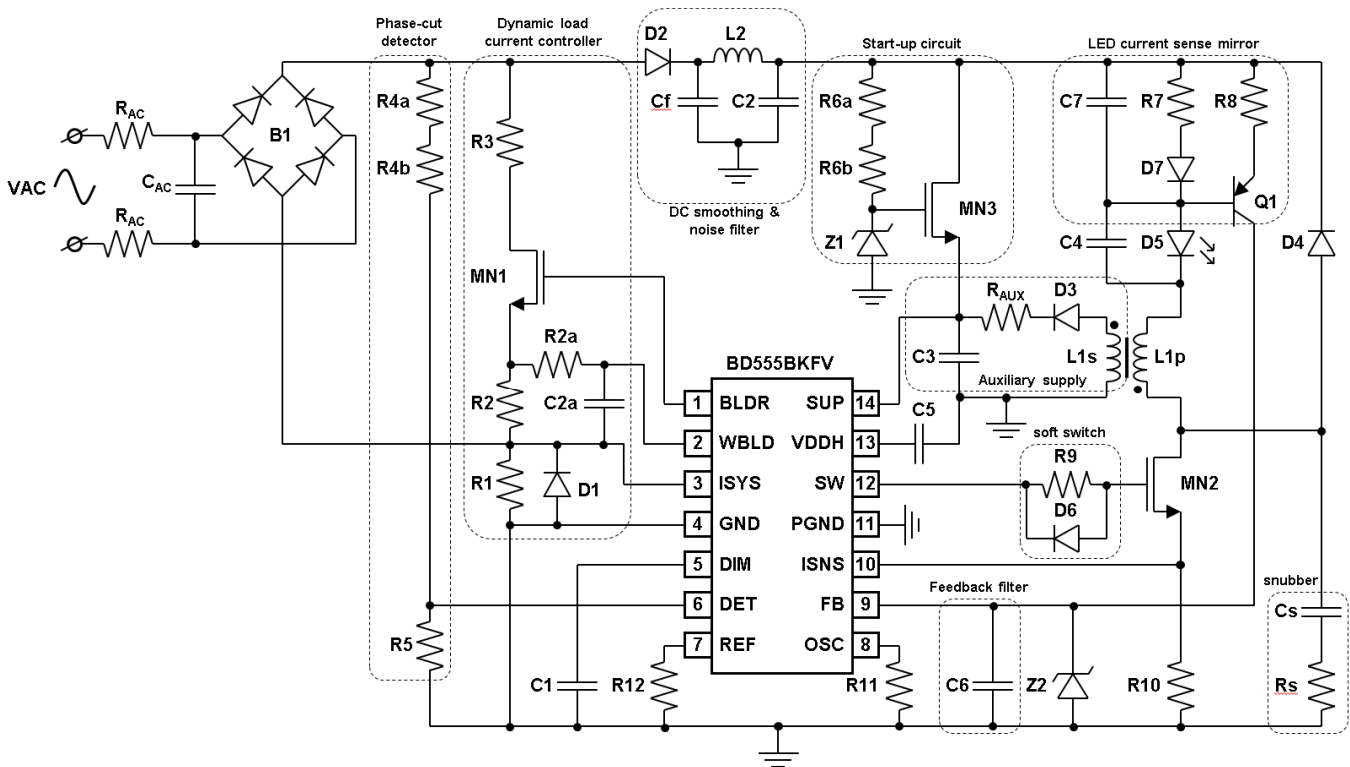 Phase-cut
detector
Dynamic load
current controller
D2
L2
Start-up circuit
LED current sense mirror
R4a
R4b
Cf
C2
R6a
R6b
C7
R7
R8
RAC
B1
R3
VAC
CAC
D7
RAC
DC smoothing &
noise filter
MN3
Q1
Z1
C4
D5
D4
MN1
RAUX
D3
R2a
C3
L1s
L1p
BD555BKFV
Auxiliary supply
R2
C2a
1 BLDR
SUP 14
C5
2 WBLD
VDDH 13
soft switch
R9
R1
D1
3 ISYS
SW 12
MN2
D6
4 GND
PGND 11
5 DIM
ISNS 10
Feedback filter
snubber
6 DET
FB 9
Cs
R5
7 REF
OSC 8
C1
R12
R11
C6
Z2
R10
Rs